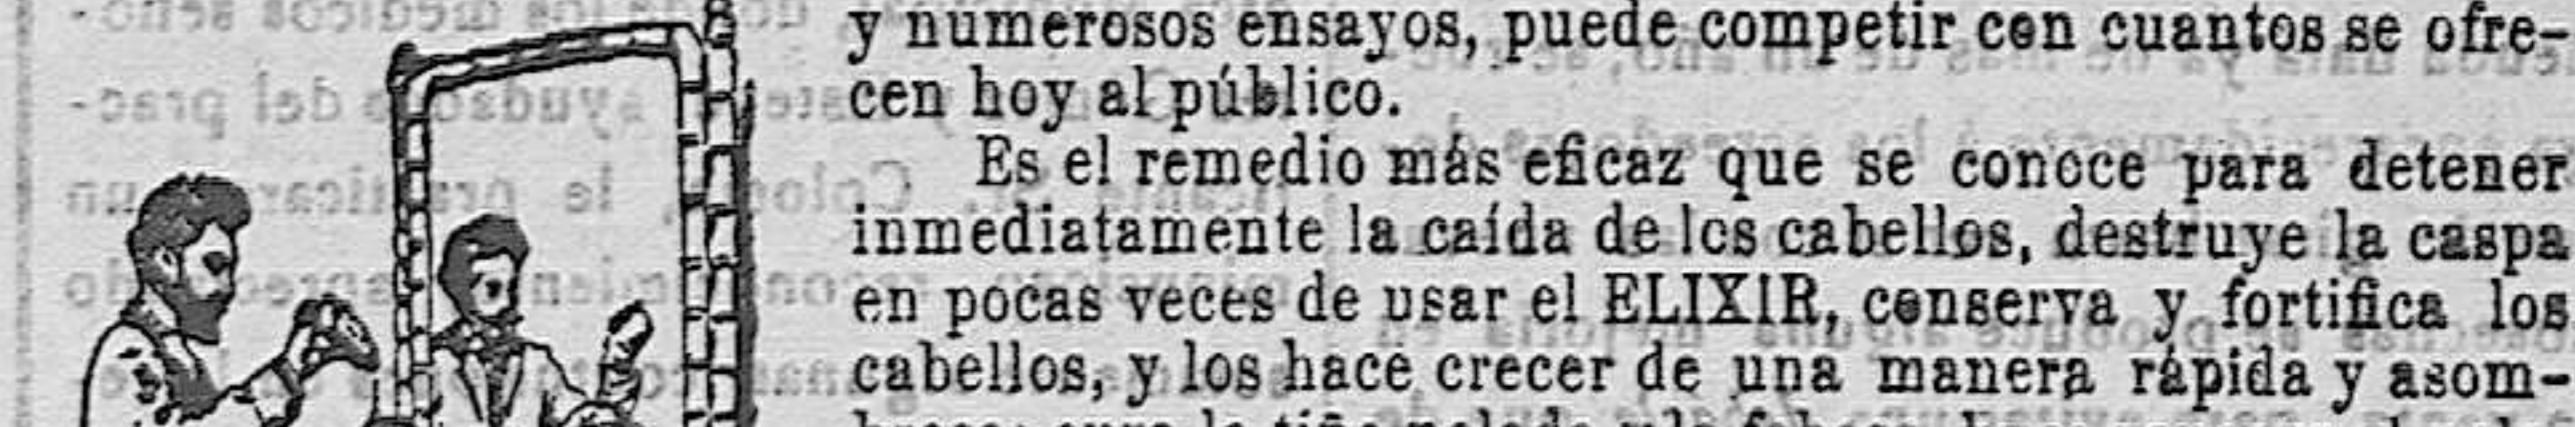 y numerosos ensayos, puede competir con cuantos se ofre-
cen hoy al público.
Es el remedio más eficaz que se conoce para detener
inmediatamente la caída de los cabellos, destruye la caspa
en pocas veces de usar el ELIXIR, conserva y fortifica los
cabellos, y los hace crecer de una manera rápida y asom-